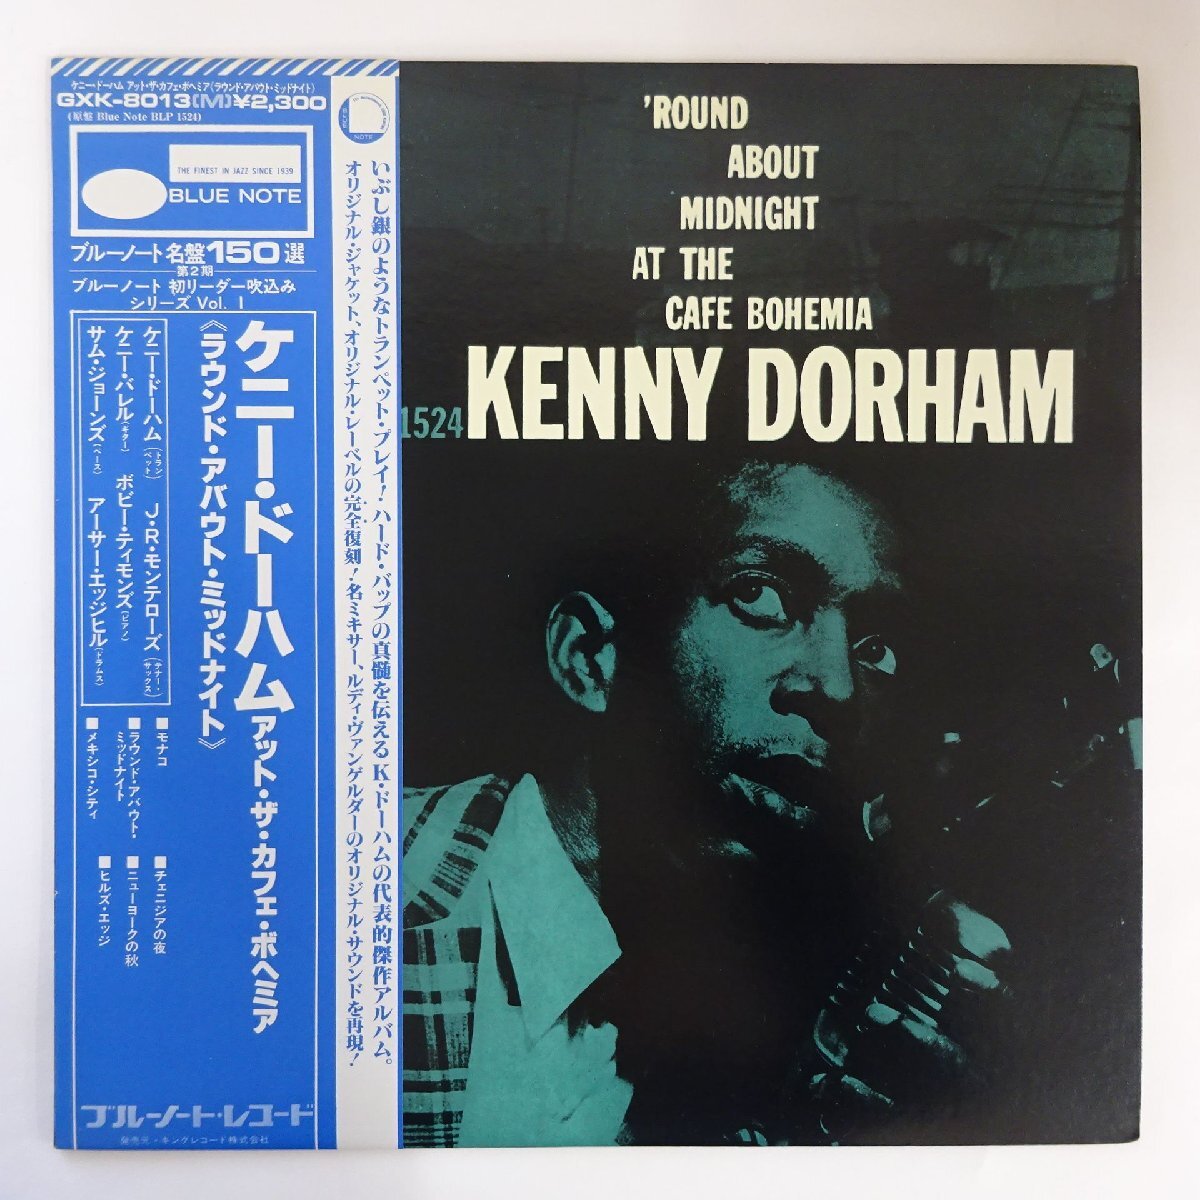 ケニー・ドーハム アット・ザ・カフェ・ボヘミア(ラウンド・アバウト・ミッドナイト)
GXK-8013(M)¥2,300
(原盤 Blue Note BLP 1524)
THE FINEST IN JAZZ SINCE 1939
BLUE NOTE
ブルーノート名盤150選
第2期
ブルーノート 初リーダー吹込み
シリーズ Vol. 1
ケニー・ドーハム アット・ザ・カフェ・ボヘミア
《ラウンド・アバウト・ミッドナイト》
ケニー・ドーハム(トランペット) J・R・モンテローズ(テナー・サックス)
ケニー・バレル(ギター) ボビー・ティモンズ(ピアノ)
サム・ジョーンズ(ベース) アーサー・エッジヒル(ドラムス)
■モナコ
■ラウンド・アバウト・
ミッドナイト
■メキシコ・シティ
■チェニジアの夜
■ニューヨークの秋
■ヒルズ・エッジ
ブルーノート・レコード
発売元・キングレコード株式会社
NOTE
いぶし銀のようなトランペット・プレイ！ハード・バップの真髄を伝えるK・ドーハムの代表的傑作アルバム。
オリジナル・ジャケット、オリジナル・レーベルの完全復刻！名ミキサー、ルディ・ヴァンゲルダーのオリジナル・サウンドを再現！
'ROUND
ABOUT
MIDNIGHT
AT THE
CAFE BOHEMIA
1524 KENNY DORHAM